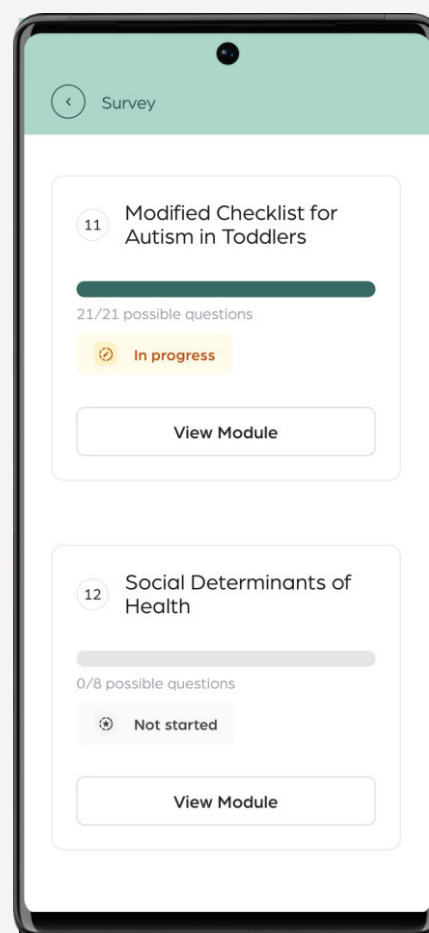 Survey
11
Modified Checklist for
Autism in Toddlers
21/21 possible questions
In progress
View Module
12
Social Determinants of
Health
0/8 possible questions
Not started
View Module